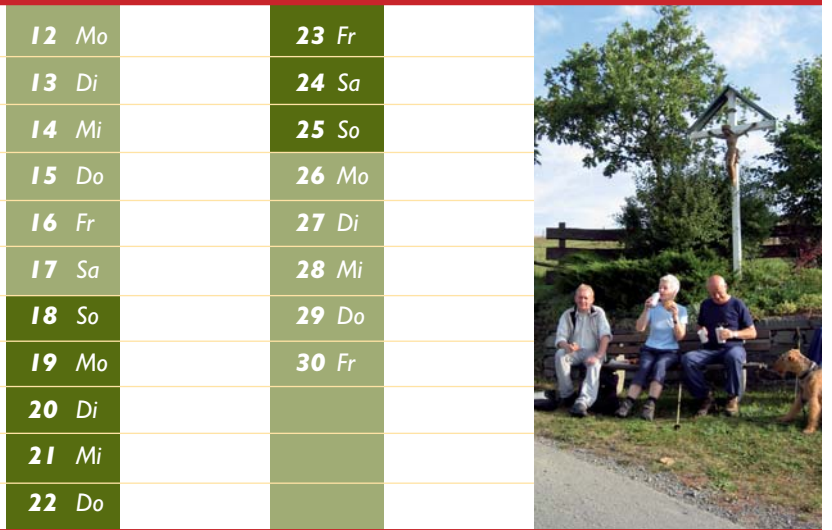 12 Mo
13 Di
14 Mi
15 Do
16 Fr
17 Sa
18 So
19 Mo
20 Di
21 Mi
22 Do
23 Fr
24 Sa
25 So
26 Mo
27 Di
28 Mi
29 Do
30 Fr